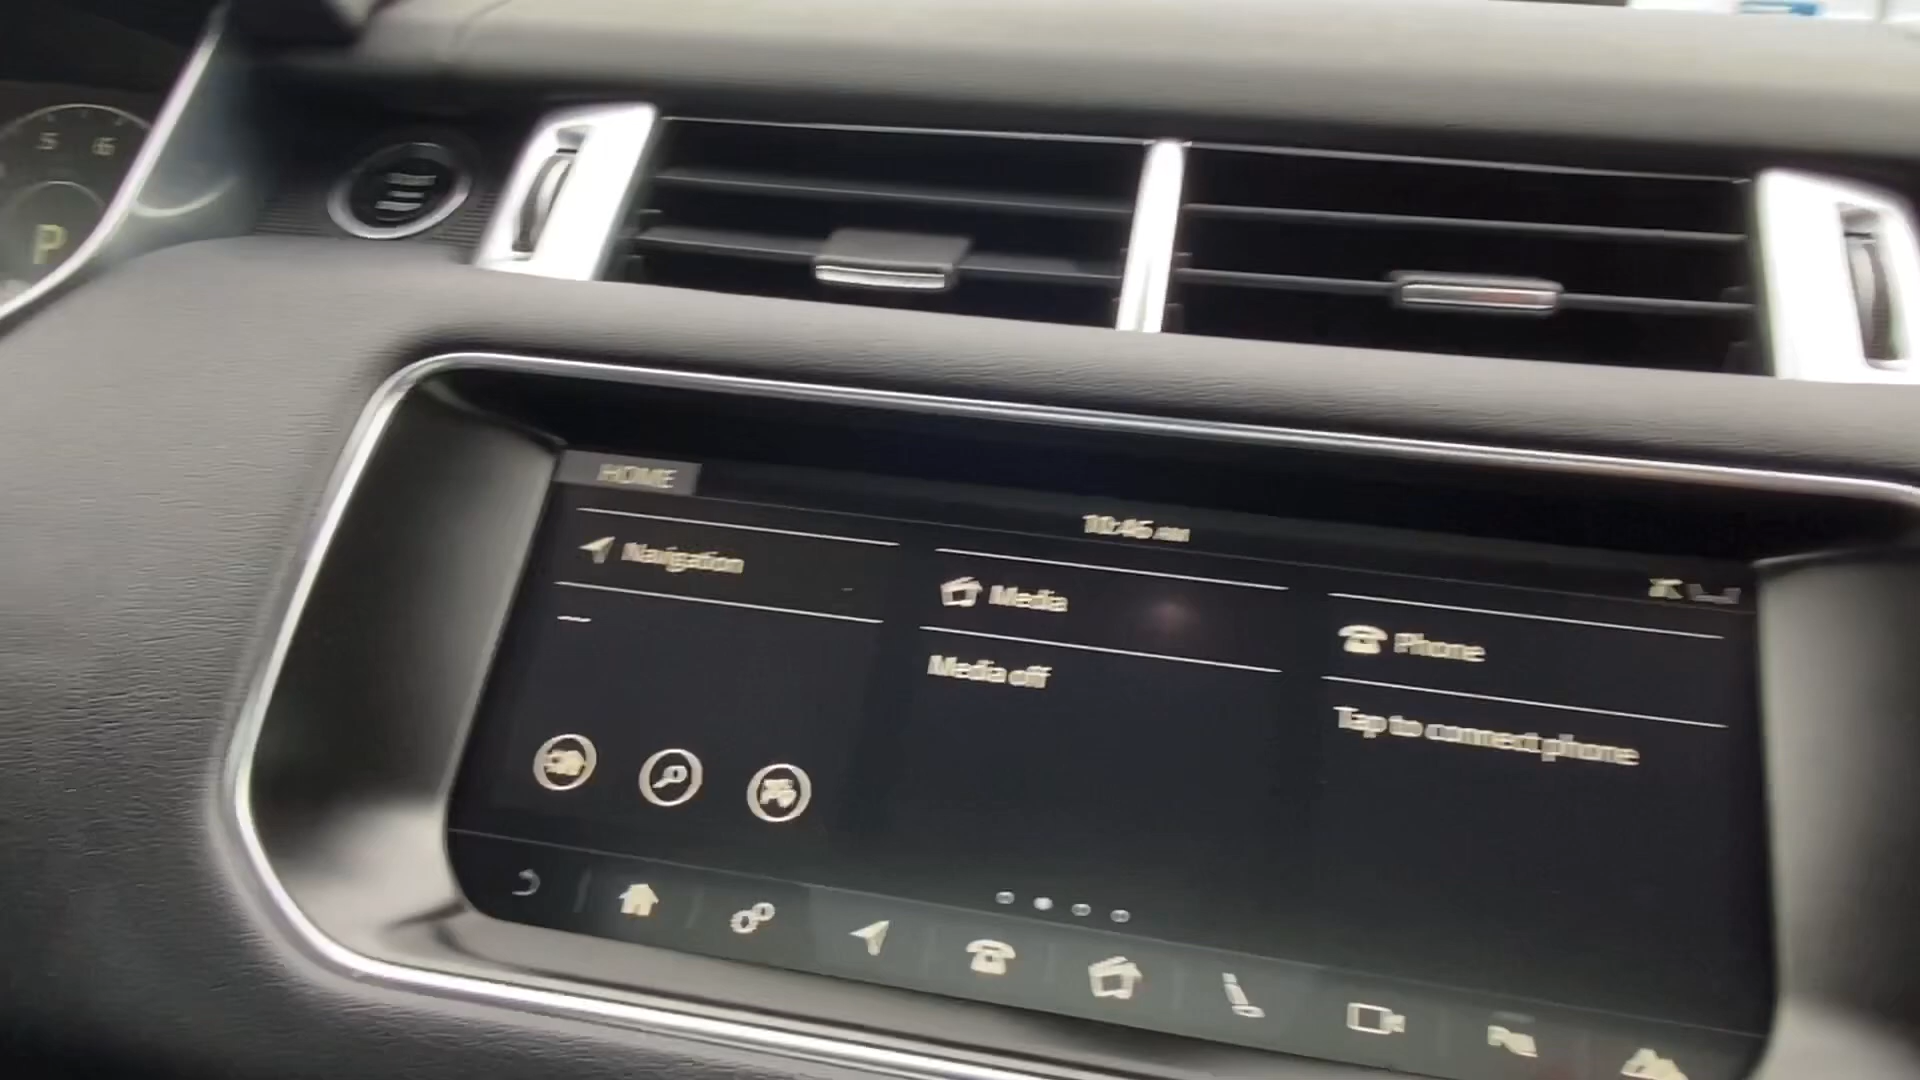 P
HOME
10:46 AM
Navigation
Media
Phone
Media off
Tap to connect phone